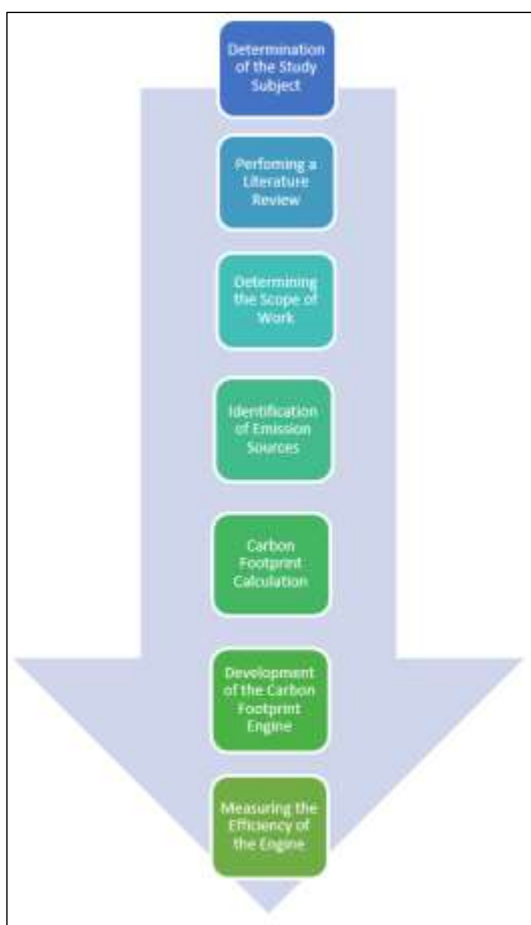 Determination
of the Study
Subject
Perfoming a
Literature
Review
Determining
the Scope of
Work
Identification
of Emission
Sources
Carbon
Footprint
Calculation
Development
of the Carbon
Footprint
Engine
Measuring the
Efficiency of
the Engine